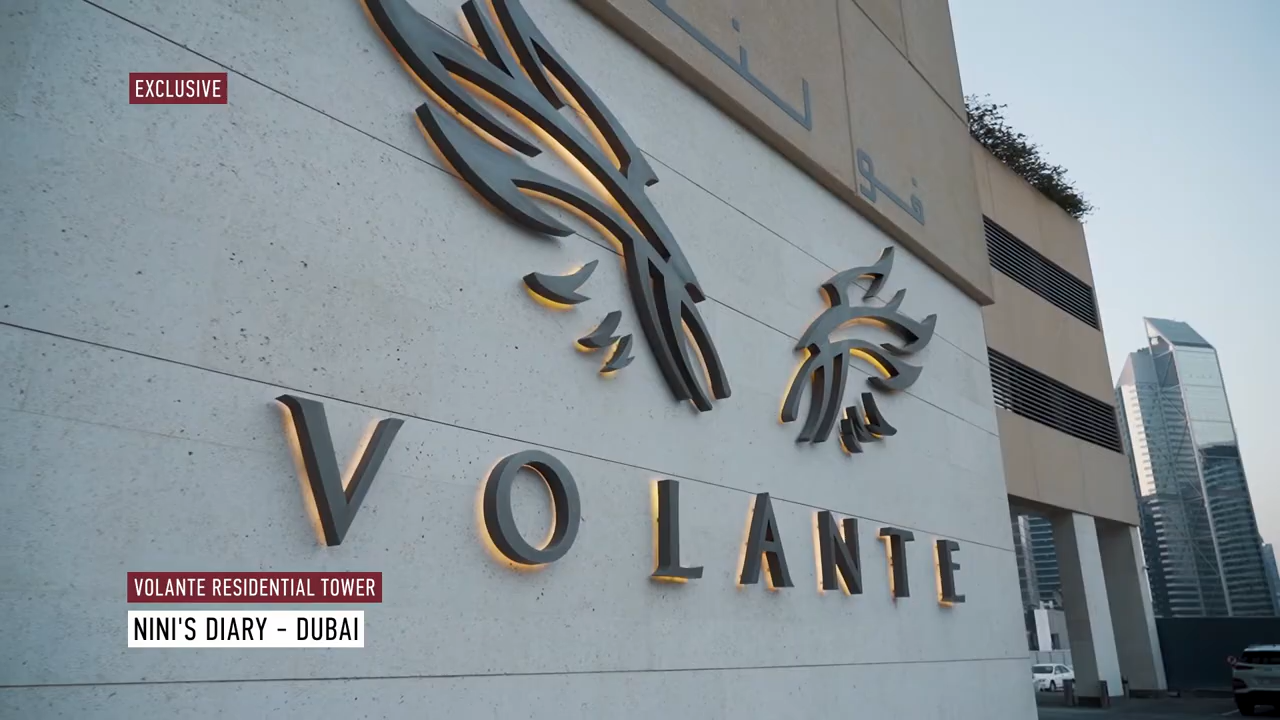 EXCLUSIVE
VOLANTE
VOLANTE RESIDENTIAL TOWER
NINI'S DIARY - DUBAI